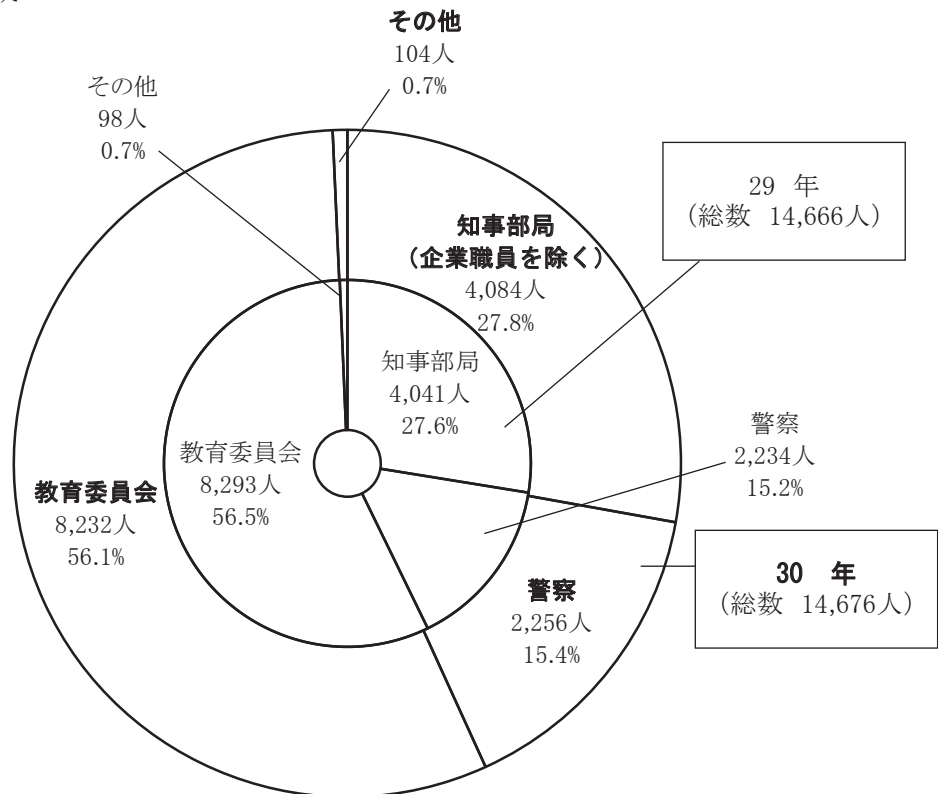 その他
104人
0.7%
その他
98人
0.7%
29 年
(総数 14,666人)
知事部局
(企業職員を除く)
4,084人
27.8%
知事部局
4,041人
27.6%
警察
2,234人
15.2%
教育委員会
8,293人
56.5%
教育委員会
8,232人
56.1%
30 年
(総数 14,676人)
警察
2,256人
15.4%